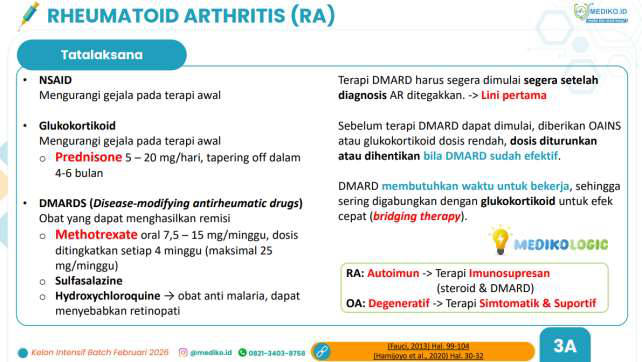 RHEUMATOID ARTHRITIS (RA)
MEDIKO.ID
Tatalaksana
• NSAID
Mengurangi gejala pada terapi awal
• Glukokortikoid
Mengurangi gejala pada terapi awal
o Prednisone 5 – 20 mg/hari, tapering off dalam
4-6 bulan
• DMARDS (Disease-modifying antirheumatic drugs)
Obat yang dapat menghasilkan remisi
o Methotrexate oral 7,5 – 15 mg/minggu, dosis
ditingkatkan setiap 4 minggu (maksimal 25
mg/minggu)
o Sulfasalazine
o Hydroxychloroquine → obat anti malaria, dapat
menyebabkan retinopati
Terapi DMARD harus segera dimulai segera setelah
diagnosis AR ditegakkan. -> Lini pertama
Sebelum terapi DMARD dapat dimulai, diberikan OAINS
atau glukokortikoid dosis rendah, dosis diturunkan
atau dihentikan bila DMARD sudah efektif.
DMARD membutuhkan waktu untuk bekerja, sehingga
sering digabungkan dengan glukokortikoid untuk efek
cepat (bridging therapy).
MEDIKOLOGIC
RA: Autoimun -> Terapi Imunosupresan
(steroid & DMARD)
OA: Degeneratif -> Terapi Simtomatik & Suportif
Kelan Intensif Batch Februari 2026
@mediko.id
0821-3403-8758
(Fauci, 2013) Hal. 99-104
(Hamijoyo et al., 2020) Hal. 30-32
3A